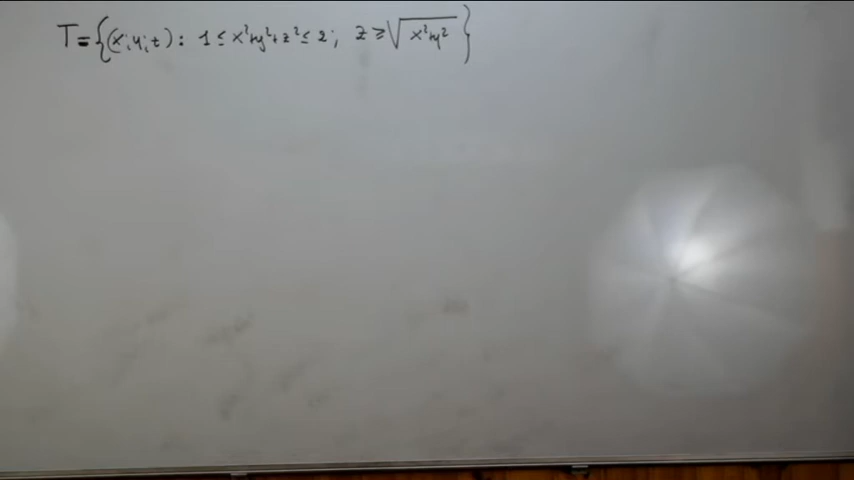 T = {(x; y; z) : 1 ≤ x²+y²+z² ≤ 2; z ≥ √(x²+y²)}